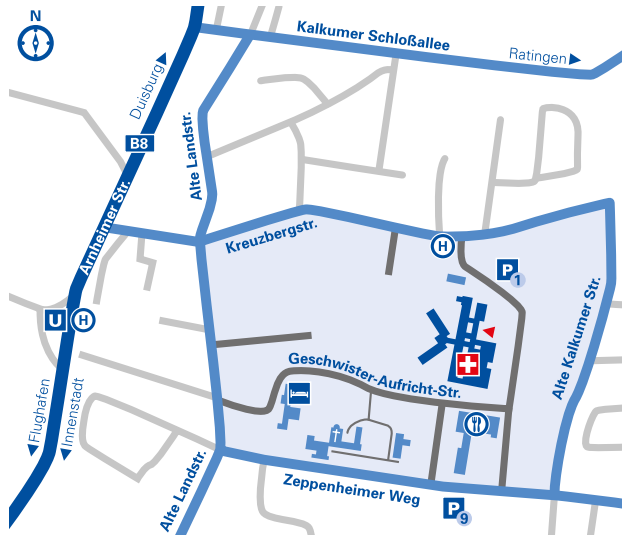 N
Kalkumer Schloßallee
Ratingen
Duisburg
B8
Alte Landstr.
Arnheimer Str.
Kreuzbergstr.
H
P
1
U
H
Alte Kalkumer Str.
Geschwister-Aufricht-Str.
Flughafen
Innenstadt
Alte Landstr.
Zeppenheimer Weg
P
9